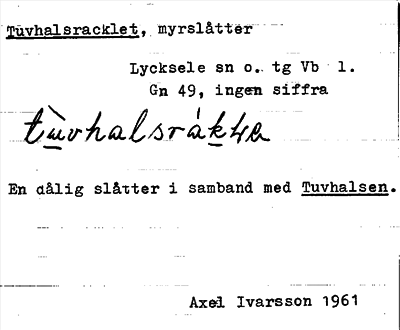 Tuvhalsracklet, myrslåtter
Lycksele sn o. tg Vb l.
Gn 49, ingen siffra
En dålig slåtter i samband med Tuvhalsen.
Axel Ivarsson 1961